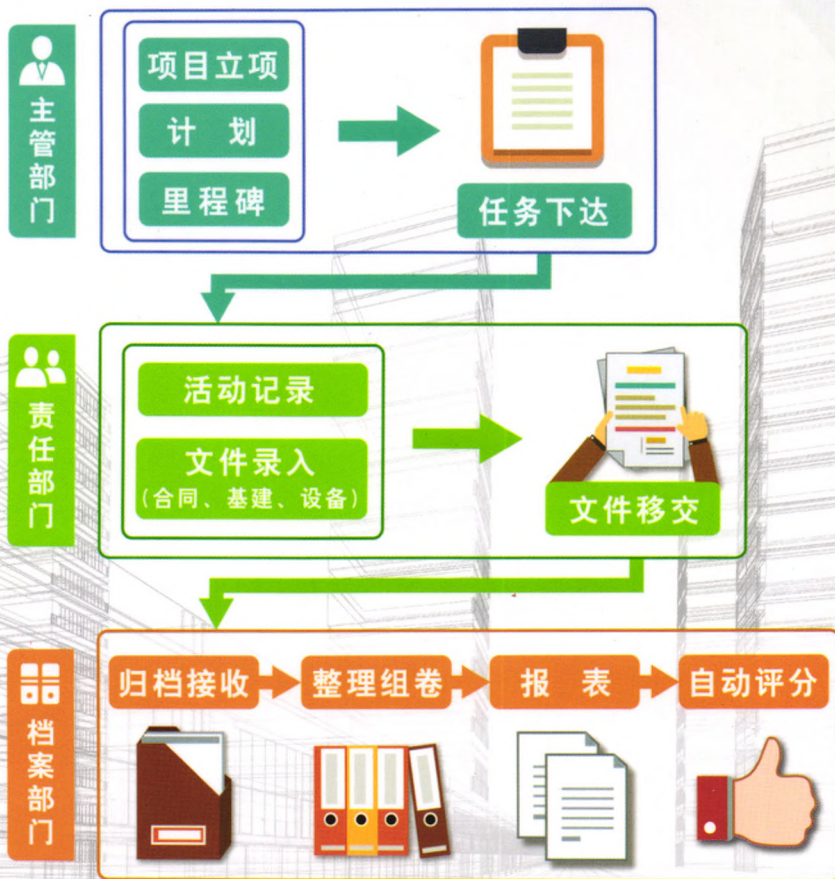 主管部门
项目立项
计 划
里程碑
任务下达
责任部门
活动记录
文件录入
(合同、基建、设备)
文件移交
档案部门
归档接收
整理组卷
报 表
自动评分